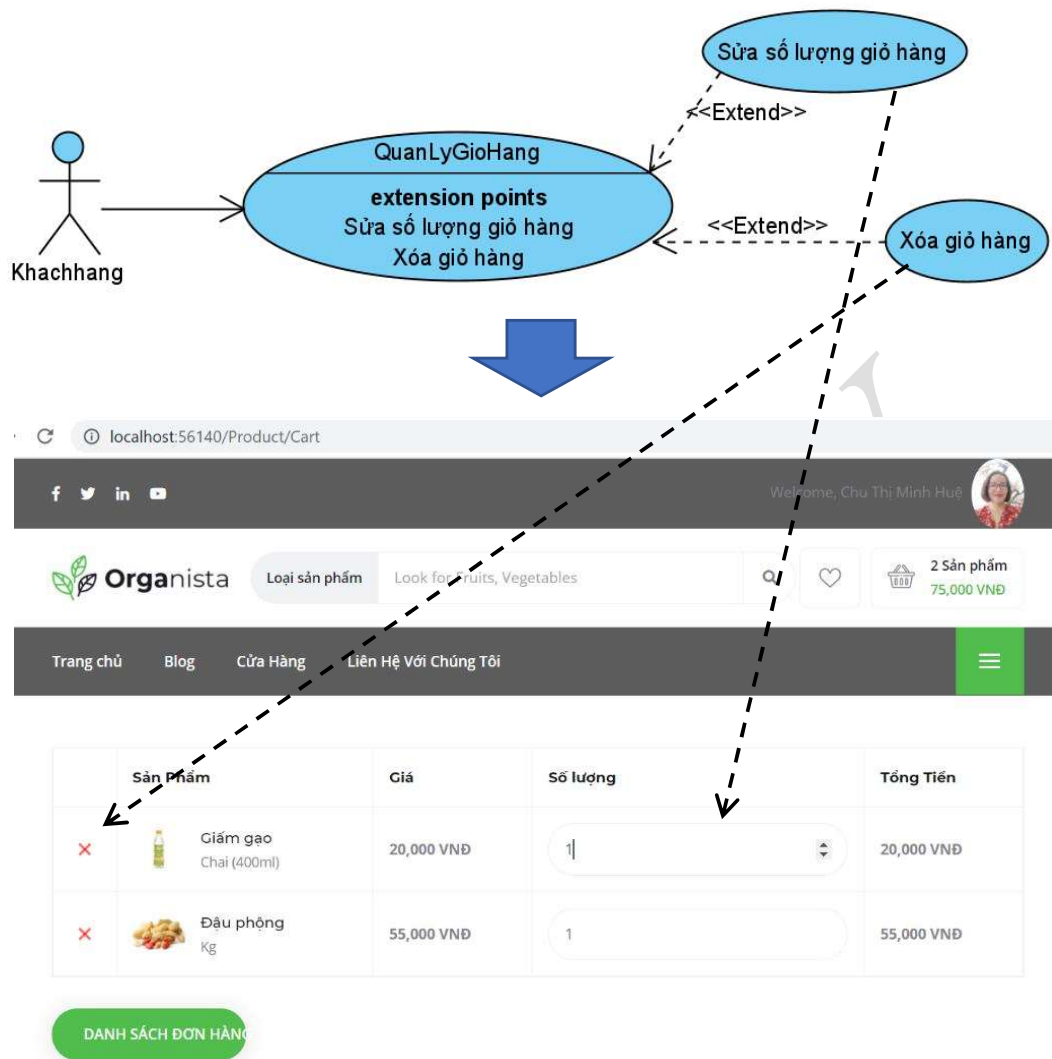 Sửa số lượng giỏ hàng
<<Extend>>
QuanLyGioHang
extension points
Sửa số lượng giỏ hàng
Xóa giỏ hàng
<<Extend>>
Xóa giỏ hàng
Khachhang
localhost:56140/Product/Cart
Welcome, Chu Thị Minh Huệ
Organista
Loại sản phẩm
Look for Fruits, Vegetables
2 Sản phẩm
75,000 VNĐ
Trang chủ Blog Cửa Hàng Liên Hệ Với Chúng Tôi
Sản Phẩm Giá Số lượng Tổng Tiền
Giấm gạo
Chai (400ml)
20,000 VNĐ 1 20,000 VNĐ
Đậu phộng
Kg
55,000 VNĐ 1 55,000 VNĐ
DANH SÁCH ĐƠN HÀNG